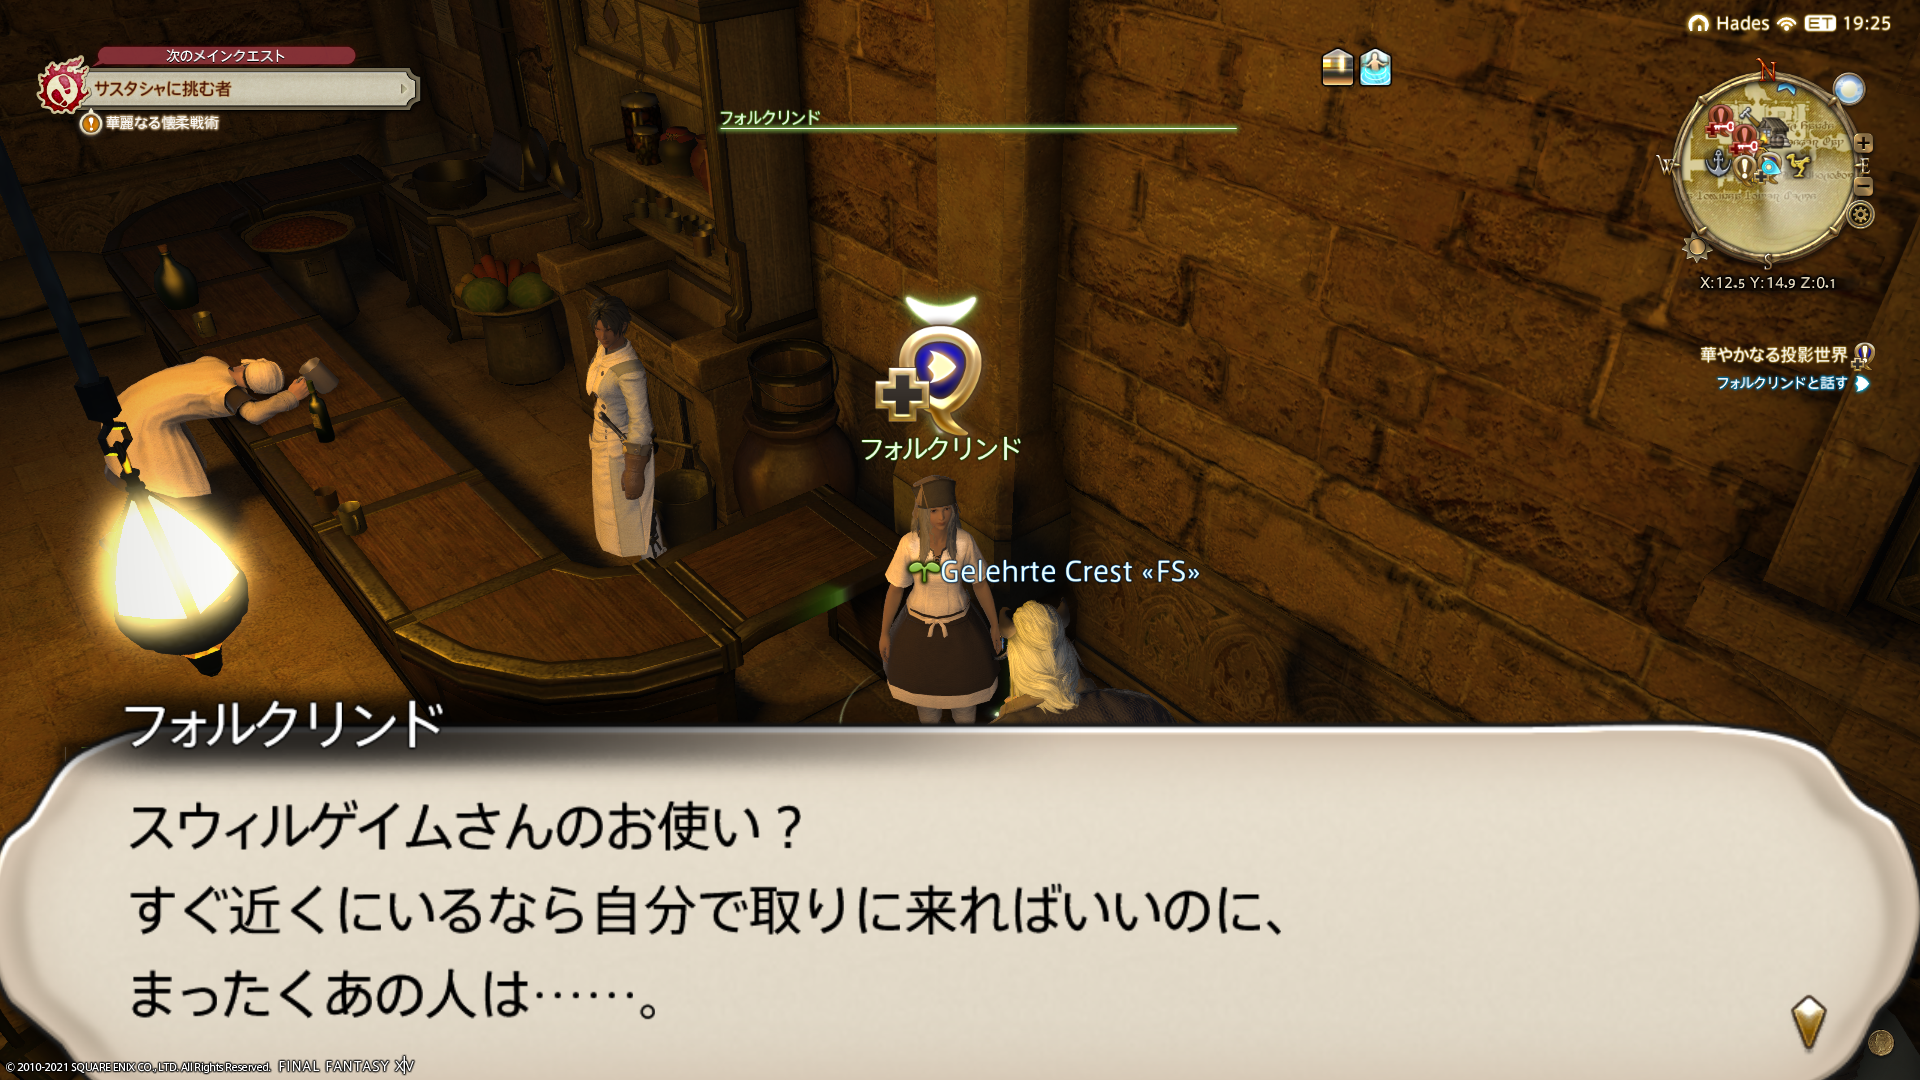 Hades ET 19:25
次のメインクエスト
サスタシャに挑む者
華麗なる懐柔戦術
フォルクリンド
N
W
E
S
X:12.5 Y:14.9 Z:0.1
華やかなる投影世界
フォルクリンドと話す
フォルクリンド
Gelehrte Crest «FS»
フォルクリンド
スウィルゲイムさんのお使い？
すぐ近くにいるなら自分で取りに来ればいいのに、
まったくあの人は……。
© 2010-2021 SQUARE ENIX CO., LTD. All Rights Reserved. FINAL FANTASY XIV